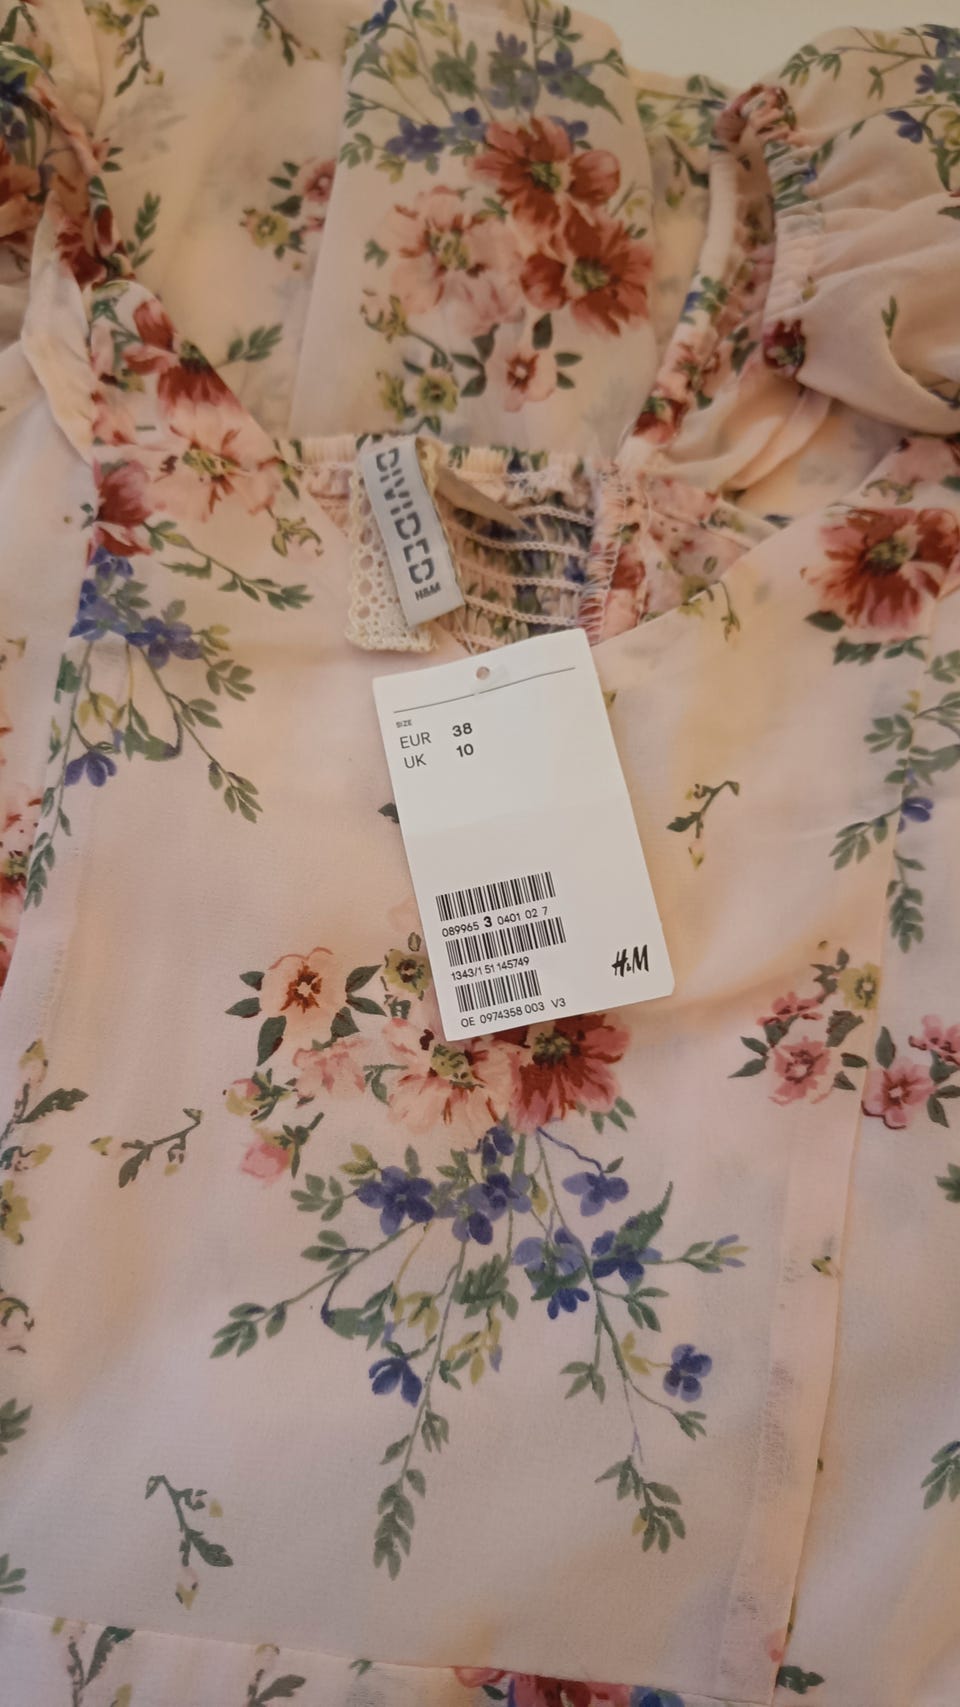 DIVIDED
H&M
SIZE
EUR 38
UK 10
089965 3 0401 02 7
1343/1 51 145749
H&M
OE 0974358 003 V3